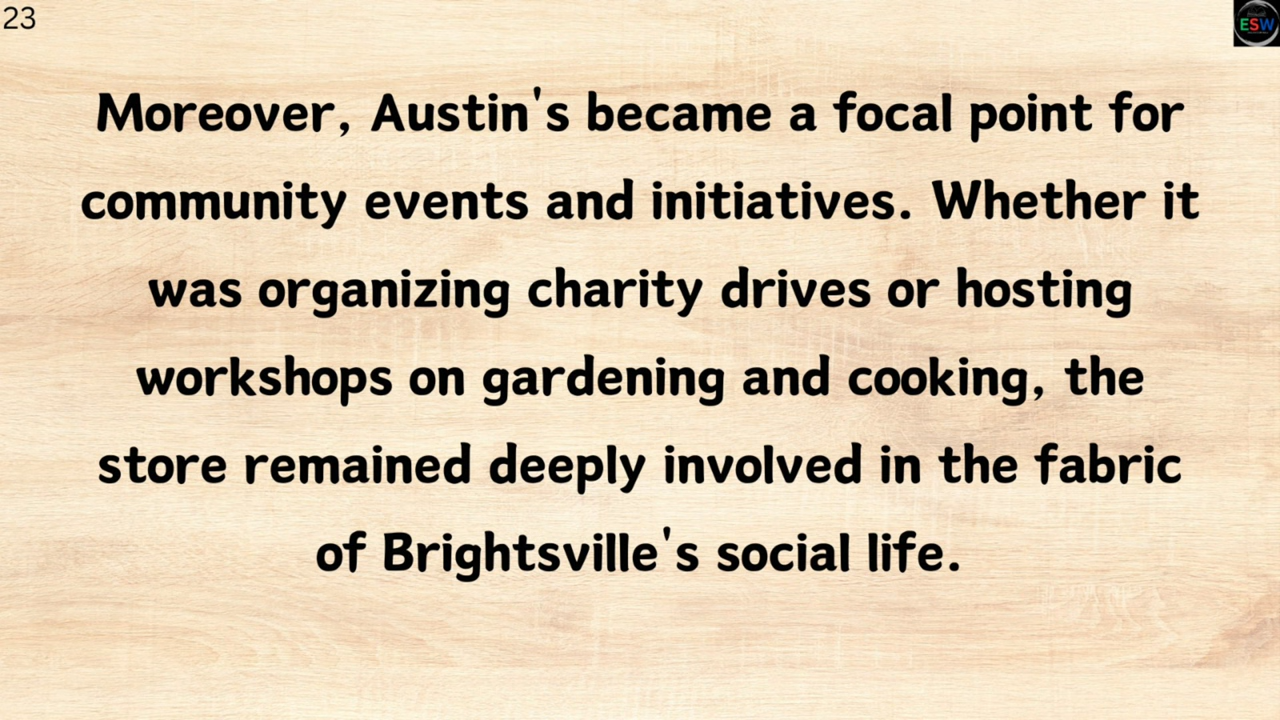 23
ESW
Moreover, Austin's became a focal point for
community events and initiatives. Whether it
was organizing charity drives or hosting
workshops on gardening and cooking, the
store remained deeply involved in the fabric
of Brightsville's social life.